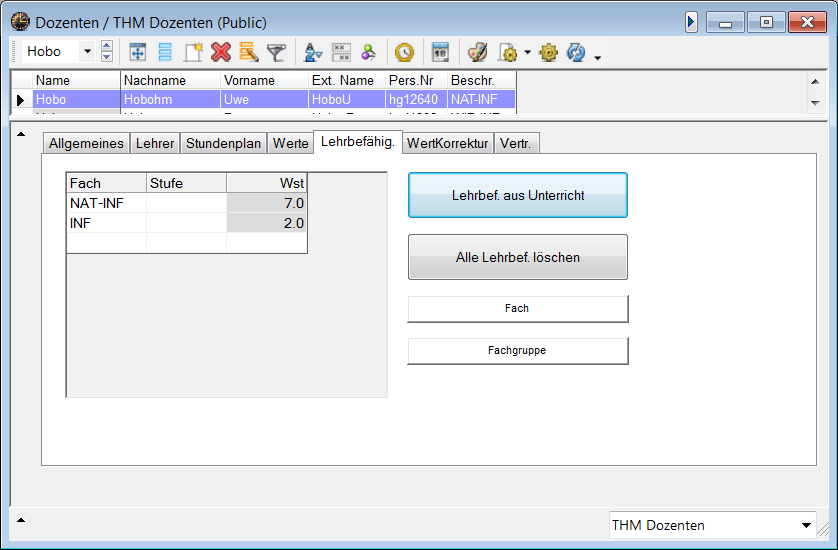 Dozenten / THM Dozenten (Public)
Hobo
Name Nachname Vorname Ext. Name Pers.Nr Beschr.
Hobo Hobohm Uwe HoboU hg12640 NAT-INF
Allgemeines Lehrer Stundenplan Werte Lehrbefähig. WertKorrektur Vertr.
Fach Stufe Wst
NAT-INF 7.0
INF 2.0
Lehrbef. aus Unterricht
Alle Lehrbef. löschen
Fach
Fachgruppe
THM Dozenten